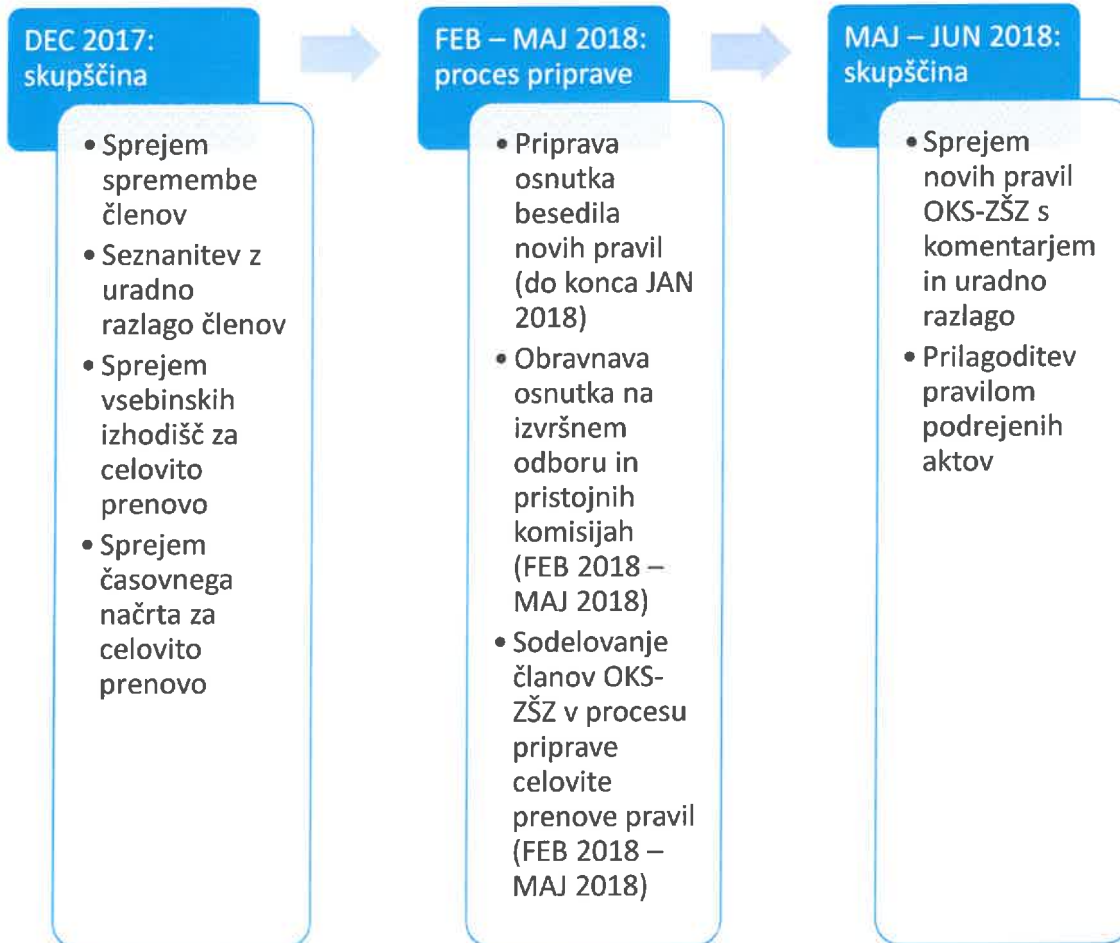 DEC 2017:
skupščina
• Sprejem
spremembe
členov
• Seznanitev z
uradno
razlago členov
• Sprejem
vsebinskih
izhodišč za
celovito
prenovo
• Sprejem
časovnega
načrta za
celovito
prenovo
FEB – MAJ 2018:
proces priprave
• Priprava
osnutka
besedila
novih pravil
(do konca JAN
2018)
• Obravnava
osnutka na
izvršnem
odboru in
pristojnih
komisijah
(FEB 2018 –
MAJ 2018)
• Sodelovanje
članov OKS-
ZŠZ v procesu
priprave
celovite
prenove pravil
(FEB 2018 –
MAJ 2018)
MAJ – JUN 2018:
skupščina
• Sprejem
novih pravil
OKS-ZŠZ s
komentarjem
in uradno
razlago
• Prilagoditev
pravilom
podrejenih
aktov